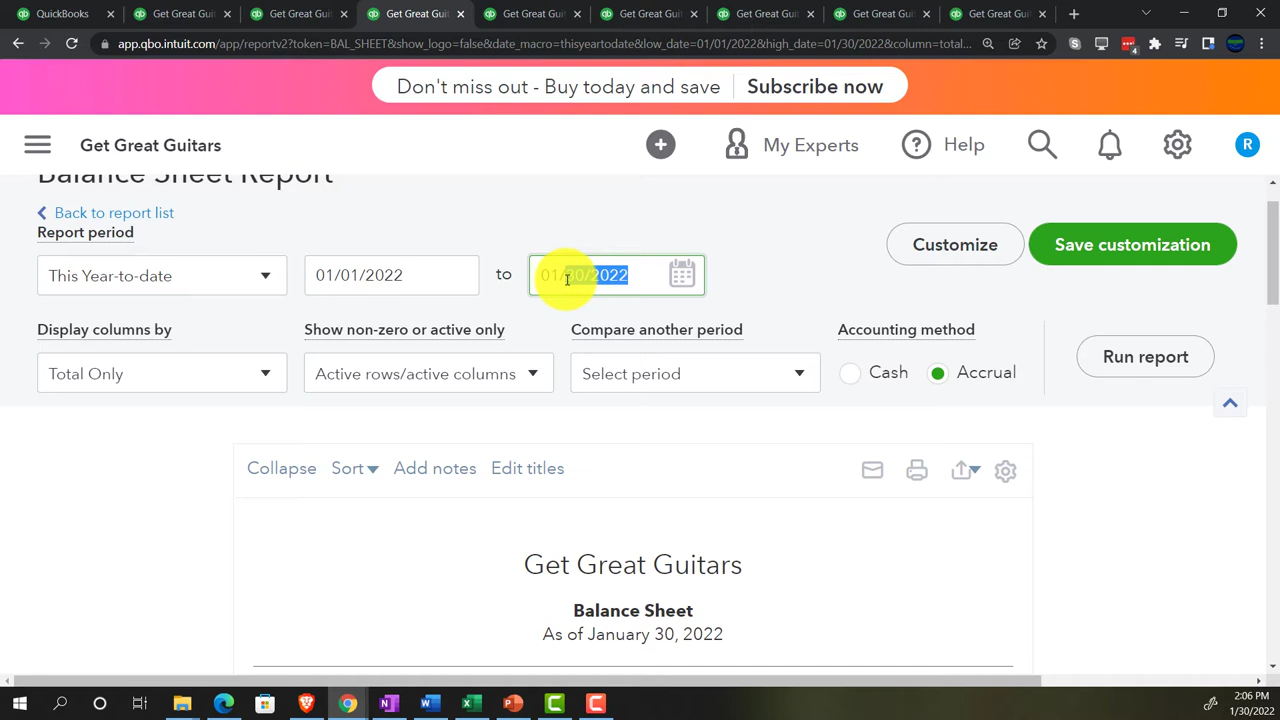 QuickBooks
Get Great Gui
Get Great Gui
Get Great Gui
Get Great Gui
Get Great Gui
Get Great Gui
Get Great Gui
Get Great Gui
app.qbo.intuit.com/app/reportv2?token=BAL_SHEET&show_logo=false&date_macro=thisyeartodate&low_date=01/01/2022&high_date=01/30/2022&column=total...
4
Don't miss out - Buy today and save
Subscribe now
Get Great Guitars
My Experts
Help
R
Balance Sheet Report
Back to report list
Report period
Customize
Save customization
This Year-to-date
01/01/2022
to
01/30/2022
Display columns by
Show non-zero or active only
Compare another period
Accounting method
Total Only
Active rows/active columns
Select period
Cash
Accrual
Run report
Collapse
Sort
Add notes
Edit titles
Get Great Guitars
Balance Sheet
As of January 30, 2022
2:06 PM
1/30/2022